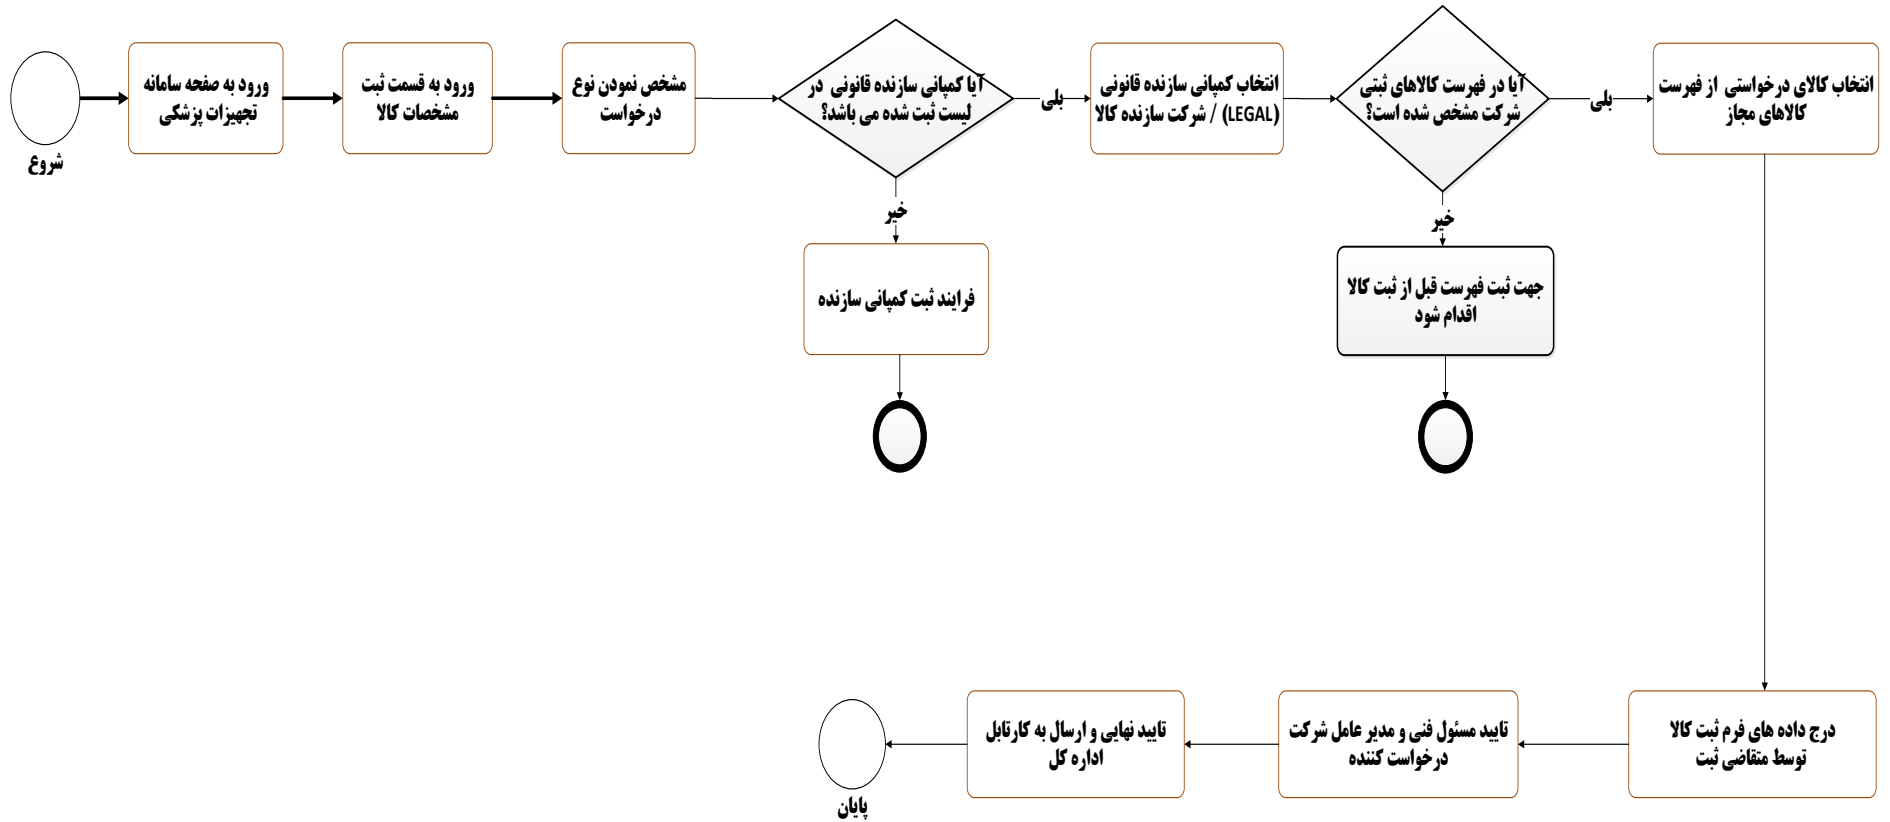 شروع
ورود به صفحه سامانه
تجهیزات پزشکی
ورود به قسمت ثبت
مشخصات کالا
مشخص نمودن نوع
درخواست
آیا کمپانی سازنده قانونی در
لیست ثبت شده می باشد؟
بلی
خیر
فرایند ثبت کمپانی سازنده
انتخاب کمپانی سازنده قانونی
(LEGAL) / شرکت سازنده کالا
آیا در فهرست کالاهای ثبتی
شرکت مشخص شده است؟
بلی
خیر
جهت ثبت فهرست قبل از ثبت کالا
اقدام شود
انتخاب کالای درخواستی از فهرست
کالاهای مجاز
درج داده های فرم ثبت کالا
توسط متقاضی ثبت
تایید مسئول فنی و مدیر عامل شرکت
درخواست کننده
تایید نهایی و ارسال به کارتابل
اداره کل
پایان